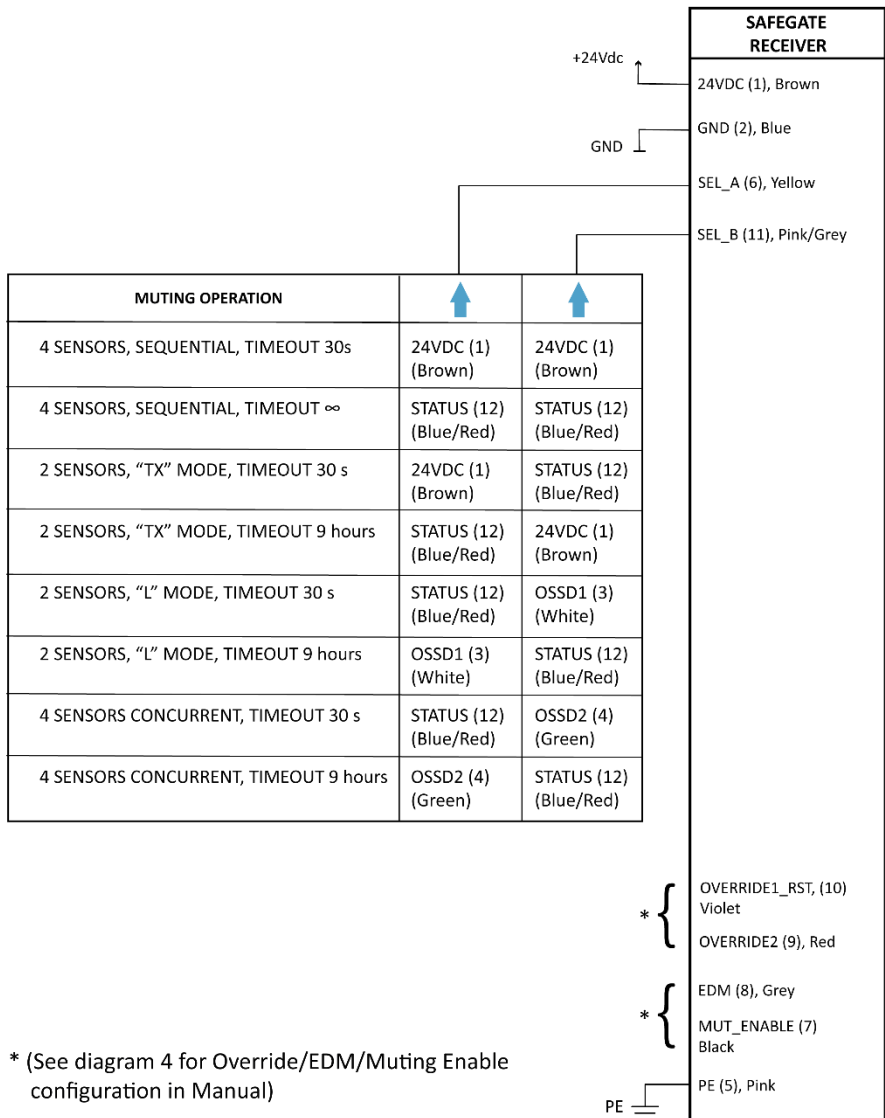 SAFEGATE
RECEIVER
+24Vdc
24VDC (1), Brown
GND (2), Blue
GND
SEL_A (6), Yellow
SEL_B (11), Pink/Grey
MUTING OPERATION
4 SENSORS, SEQUENTIAL, TIMEOUT 30s
24VDC (1)
(Brown)
24VDC (1)
(Brown)
4 SENSORS, SEQUENTIAL, TIMEOUT ∞
STATUS (12)
(Blue/Red)
STATUS (12)
(Blue/Red)
2 SENSORS, “TX” MODE, TIMEOUT 30 s
24VDC (1)
(Brown)
STATUS (12)
(Blue/Red)
2 SENSORS, “TX” MODE, TIMEOUT 9 hours
STATUS (12)
(Blue/Red)
24VDC (1)
(Brown)
2 SENSORS, “L” MODE, TIMEOUT 30 s
STATUS (12)
(Blue/Red)
OSSD1 (3)
(White)
2 SENSORS, “L” MODE, TIMEOUT 9 hours
OSSD1 (3)
(White)
STATUS (12)
(Blue/Red)
4 SENSORS CONCURRENT, TIMEOUT 30 s
STATUS (12)
(Blue/Red)
OSSD2 (4)
(Green)
4 SENSORS CONCURRENT, TIMEOUT 9 hours
OSSD2 (4)
(Green)
STATUS (12)
(Blue/Red)
*
OVERRIDE1_RST, (10)
Violet
OVERRIDE2 (9), Red
*
EDM (8), Grey
MUT_ENABLE (7)
Black
* (See diagram 4 for Override/EDM/Muting Enable
configuration in Manual)
PE (5), Pink
PE